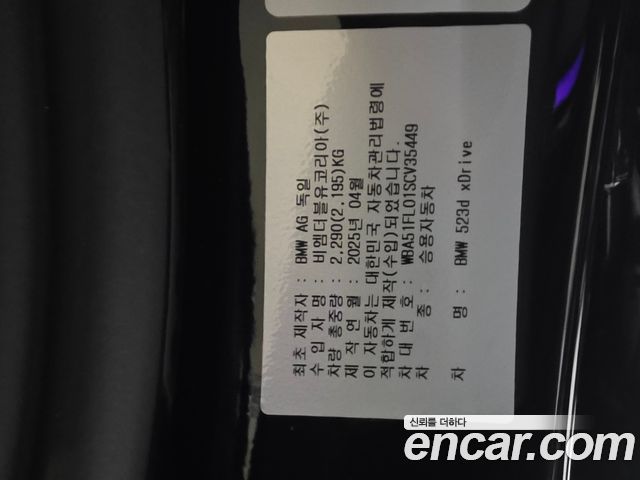 최초 제작자 : BMW AG 독일
수 입 자 명 : 비엠더블유코리아(주)
차량 총중량 : 2,290(2,195)KG
제 작 연 월 : 2025년 04월
이 자동차는 대한민국 자동차관리법령에
적합하게 제작(수입)되었습니다.
차 대 번 호 : WBA51FL01SCV35449
차 종 : 승용자동차
차 명 : BMW 523d xDrive
신뢰를 더하다
encar.com